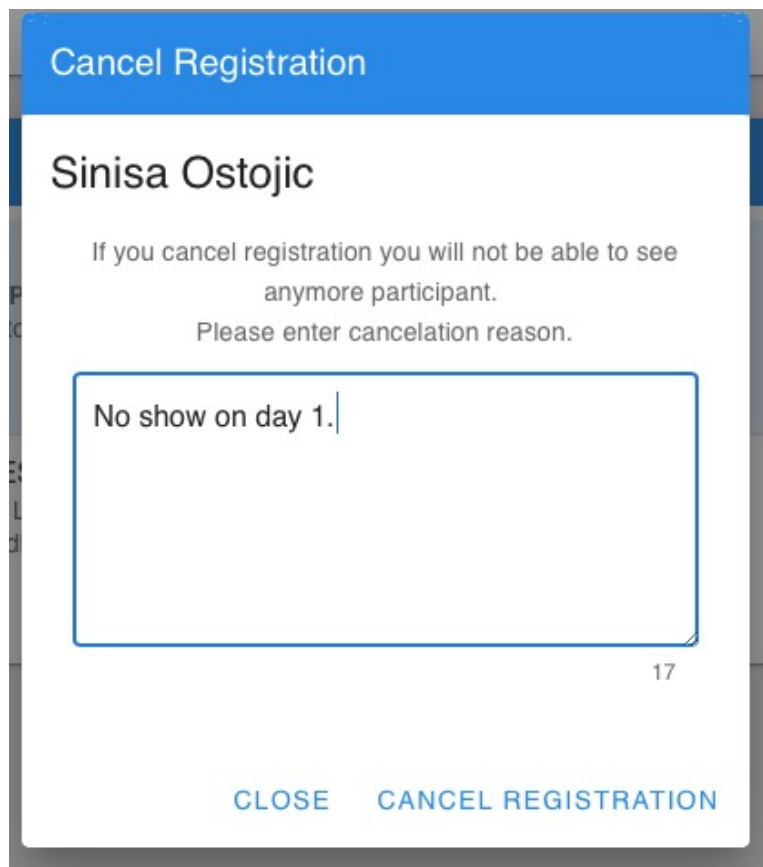 Cancel Registration
Sinisa Ostojic
If you cancel registration you will not be able to see
anymore participant.
Please enter cancelation reason.
No show on day 1.
17
CLOSE CANCEL REGISTRATION